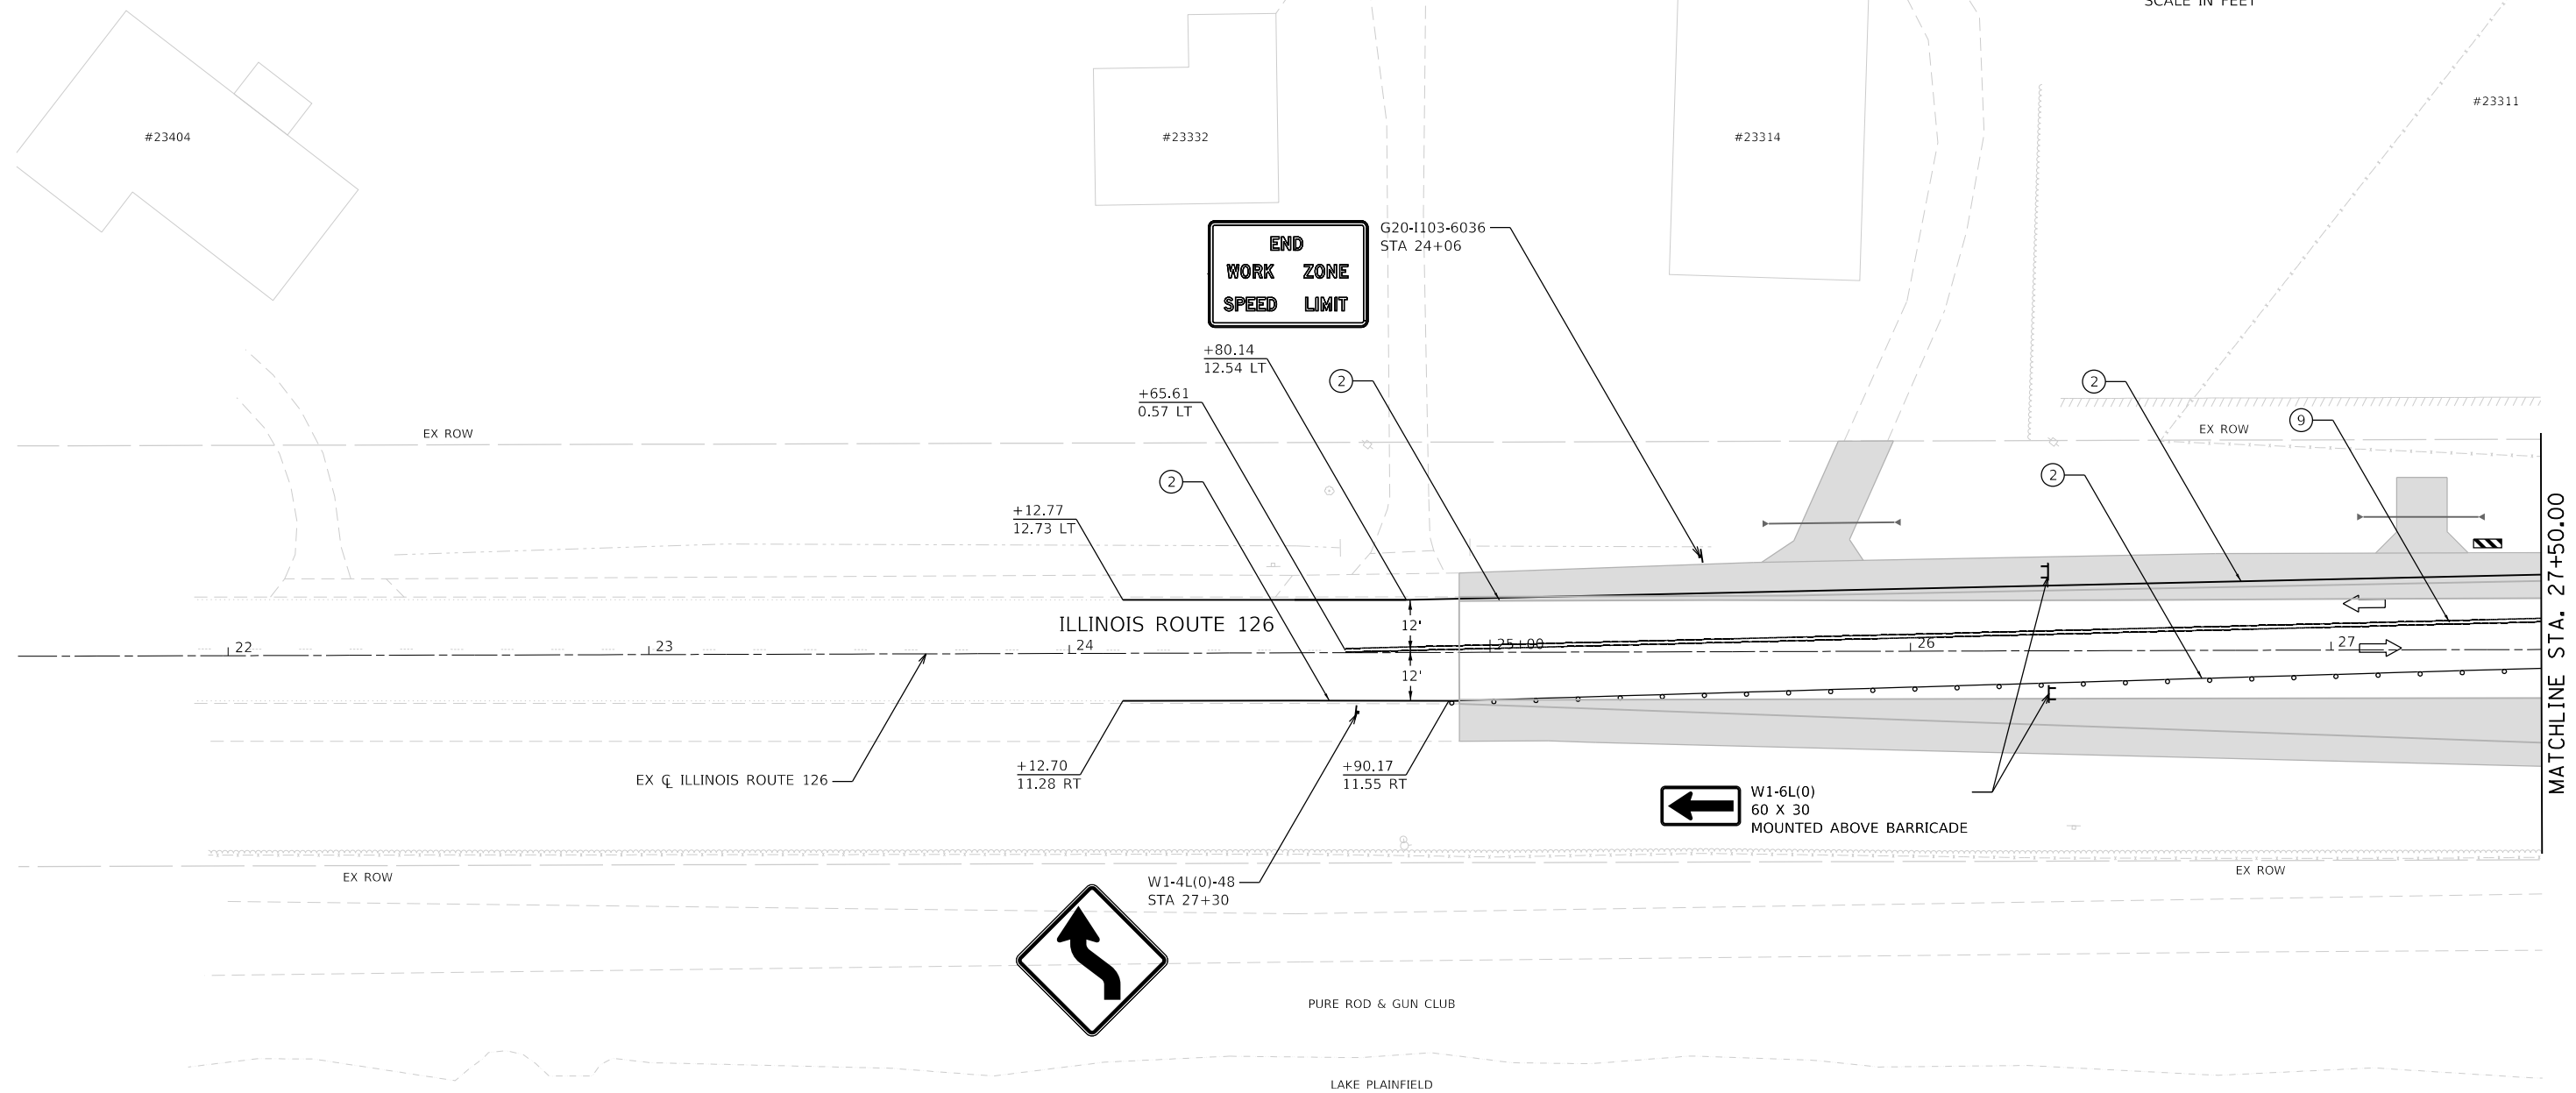 SCALE IN FEET
#23404
#23332
#23314
#23311
END
WORK ZONE
SPEED LIMIT
G20-I103-6036
STA 24+06
+80.14
12.54 LT
2
2
+65.61
0.57 LT
9
EX ROW
EX ROW
2
2
+12.77
12.73 LT
MATCHLINE STA. 27+50.00
ILLINOIS ROUTE 126
12'
22
23
24
25+00
26
27
12'
EX ℄ ILLINOIS ROUTE 126
+12.70
11.28 RT
+90.17
11.55 RT
W1-6L(0)
60 X 30
MOUNTED ABOVE BARRICADE
EX ROW
EX ROW
W1-4L(0)-48
STA 27+30
PURE ROD & GUN CLUB
LAKE PLAINFIELD